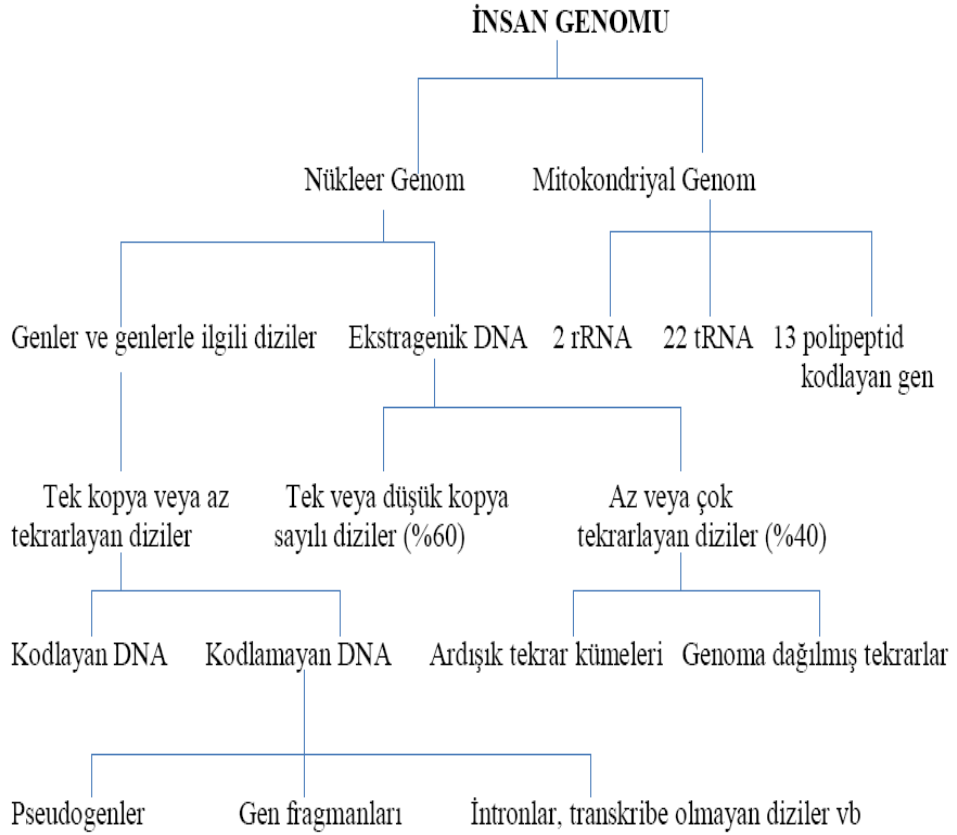 İNSAN GENOMU
Nükleer Genom
Mitokondriyal Genom
Genler ve genlerle ilgili diziler
Ekstragenik DNA
2 rRNA
22 tRNA
13 polipeptid
kodlayan gen
Tek kopya veya az
tekrarlayan diziler
Tek veya düşük kopya
sayılı diziler (%60)
Az veya çok
tekrarlayan diziler (%40)
Kodlayan DNA
Kodlamayan DNA
Ardışık tekrar kümeleri
Genoma dağılmış tekrarlar
Pseudogenler
Gen fragmanları
İntronlar, transkribe olmayan diziler vb